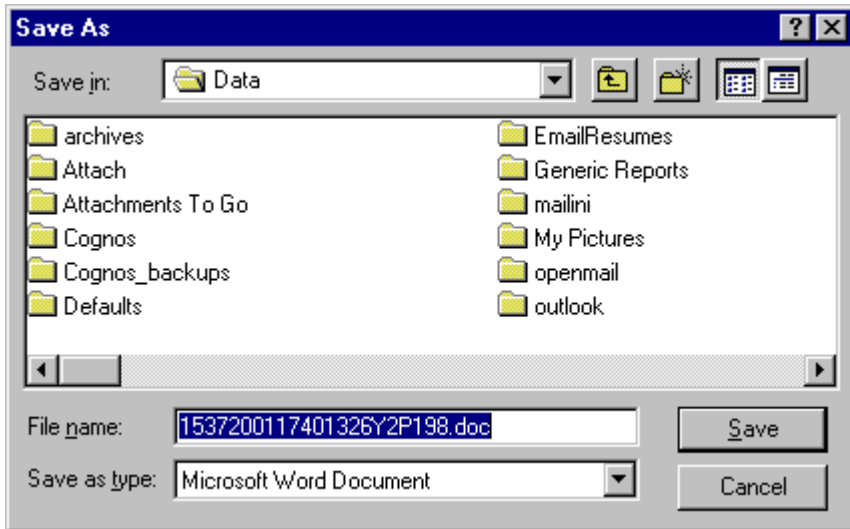 Save As
Save in: Data
archives EmailResumes
Attach Generic Reports
Attachments To Go mailini
Cognos My Pictures
Cognos_backups openmail
Defaults outlook
File name: 1537200117401326Y2P198.doc Save
Save as type: Microsoft Word Document Cancel